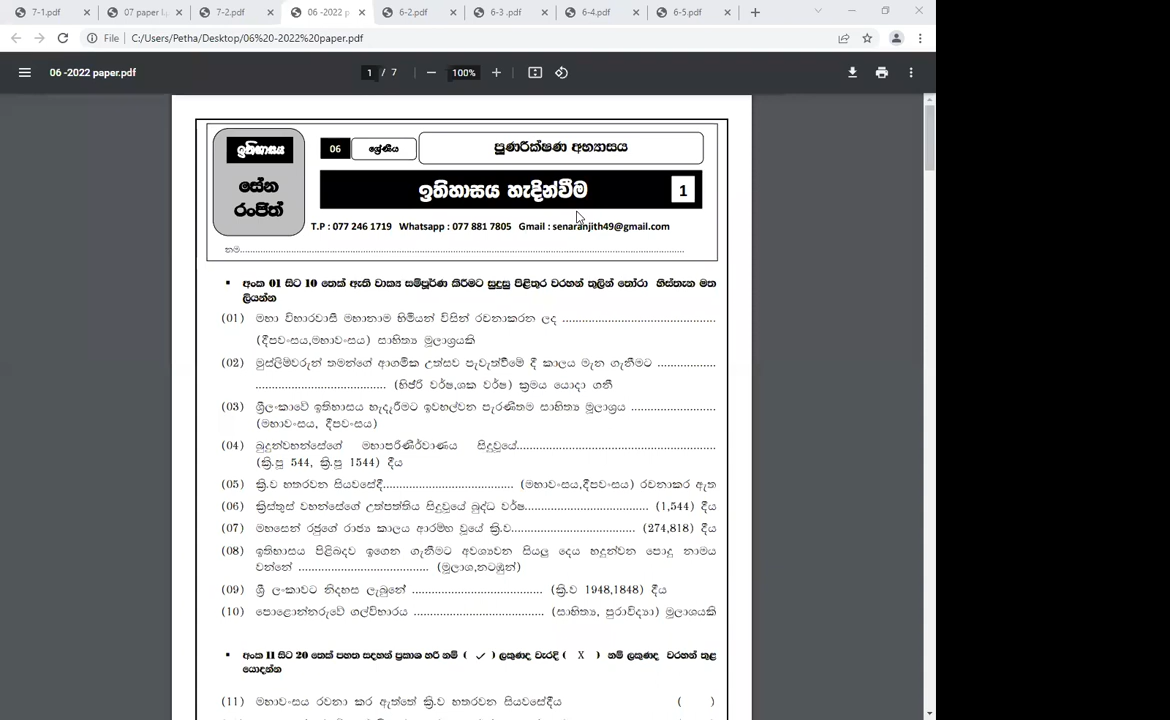 7-1.pdf 07 paper I. 7-2.pdf 06 -2022 p 6-2.pdf 6-3 .pdf 6-4.pdf 6-5.pdf
File C:/Users/Petha/Desktop/06%20-2022%20paper.pdf
06 -2022 paper.pdf 1 / 7 100%
ඉතිහාසය
සේන
රංජිත්
06 ශ්‍රේණිය පුණරීක්ෂණ අභ්‍යාසය
ඉතිහාසය හැදින්වීම 1
T.P : 077 246 1719 Whatsapp : 077 881 7805 Gmail : senaranjith49@gmail.com
නම.....................................................................
▪ අංක 01 සිට 10 තෙක් ඇති වාක්‍ය සම්පූර්ණ කිරීමට සුදුසු පිළිතුර වරහන් තුලින් තෝරා හිස්තැන මත
ලියන්න
(01) මහා විහාරවාසී මහානාම හිමියන් විසින් රචනාකරන ලද ............................................
(දීපවංසය,මහාවංසය) සාහිත්‍ය මූලාශ්‍රයකි
(02) මුස්ලිම්වරුන් තමන්ගේ ආගමික උත්සව පැවැත්වීමේ දී කාලය මැන ගැනීමට .................
..................................... (හිජ්රි වර්ෂ,ශක වර්ෂ) ක්‍රමය යොදා ගනී
(03) ශ්‍රීලංකාවේ ඉතිහාසය හැදෑරීමට ඉවහල්වන පැරණිතම සාහිත්‍ය මූලාශ්‍රය ........................
(මහාවංසය, දීපවංසය)
(04) බුදුන්වහන්සේගේ මහාපරිණිර්වාණය සිදුවූයේ........................................................
(ක්‍රි.පූ 544, ක්‍රි.පූ 1544) දීය
(05) ක්‍රි.ව හතරවන සියවසේදී..................................... (මහාවංසය,දීපවංසය) රචනාකර ඇත
(06) ක්‍රිස්තුස් වහන්සේගේ උත්පත්තිය සිදුවූයේ බුද්ධ වර්ෂ................................... (1,544) දීය
(07) මහසෙන් රජුගේ රාජ්‍ය කාලය ආරම්භ වූයේ ක්‍රි.ව................................... (274,818) දීය
(08) ඉතිහාසය පිළිබදව ඉගෙන ගැනීමට අවශ්‍යවන සියලු දෙය හදුන්වන පොදු නාමය
වන්නේ ..................................... (මූලාශ,නටඹුන්)
(09) ශ්‍රී ලංකාවට නිදහස ලැබුනේ ..................................... (ක්‍රි.ව 1948,1848) දීය
(10) පොළොන්නරුවේ ගල්විහාරය ..................................... (සාහිත්‍ය, පුරාවිද්‍යා) මූලාශයකි
▪ අංක 11 සිට 20 තෙක් පහත සදහන් ප්‍රකාශ හරි නම් ( ✓ ) ලකුණද වැරදි ( X ) නම් ලකුණද වරහන් තුළ
යොදන්න
(11) මහාවංසය රචනා කර ඇත්තේ ක්‍රි.ව හතරවන සියවසේදීය ( )